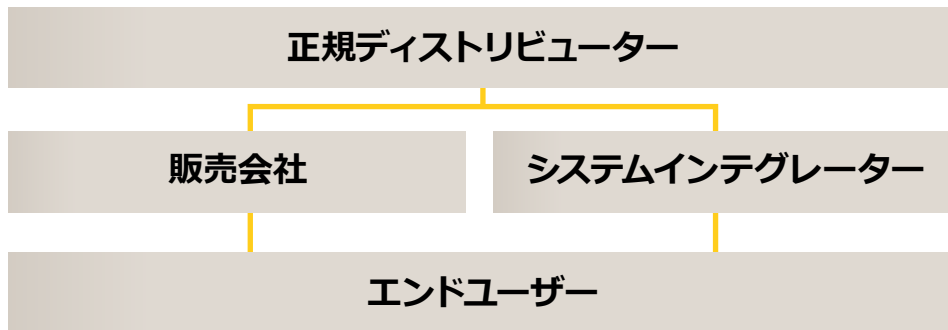 正規ディストリビューター
販売会社
システムインテグレーター
エンドユーザー